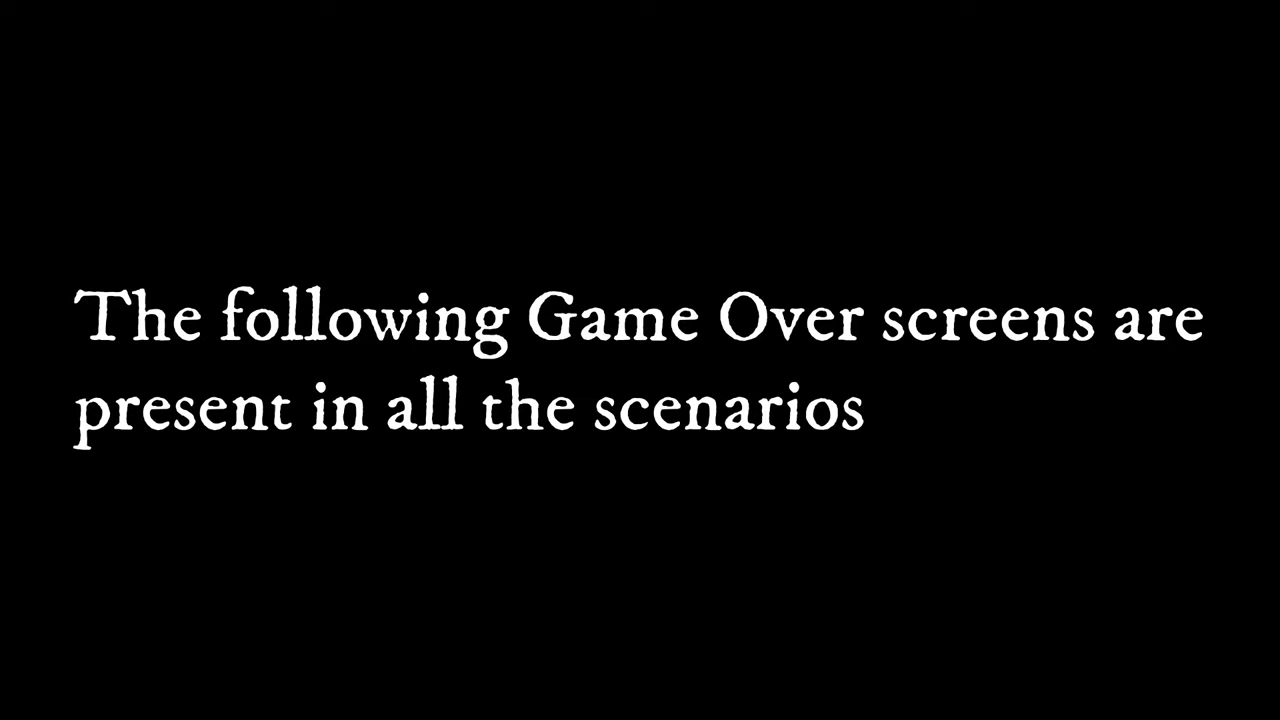 The following Game Over screens are
present in all the scenarios